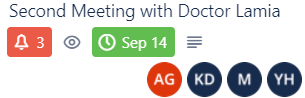 Second Meeting with Doctor Lamia
3 Sep 14
AG KD M YH